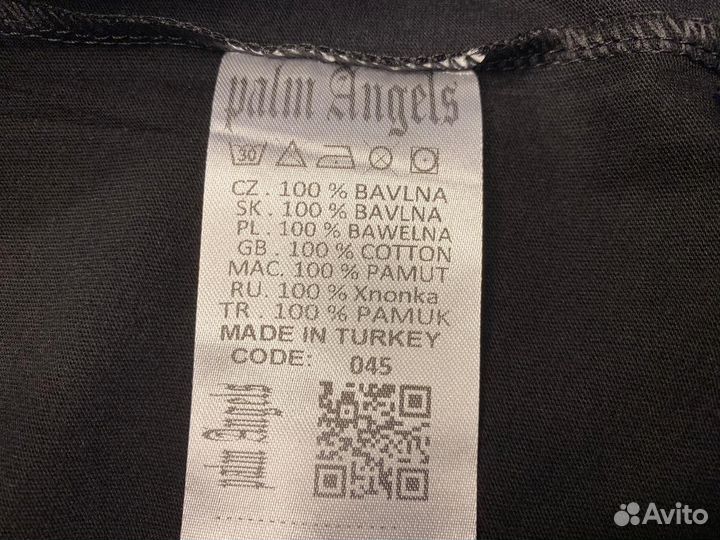 palm Angels
30
CZ . 100 % BAVLNA
SK . 100 % BAVLNA
PL . 100 % BAWELNA
GB . 100 % COTTON
MAC. 100 % PAMUT
RU. 100 % Xnonka
TR . 100 % PAMUK
MADE IN TURKEY
CODE: 045
palm Angels
Avito